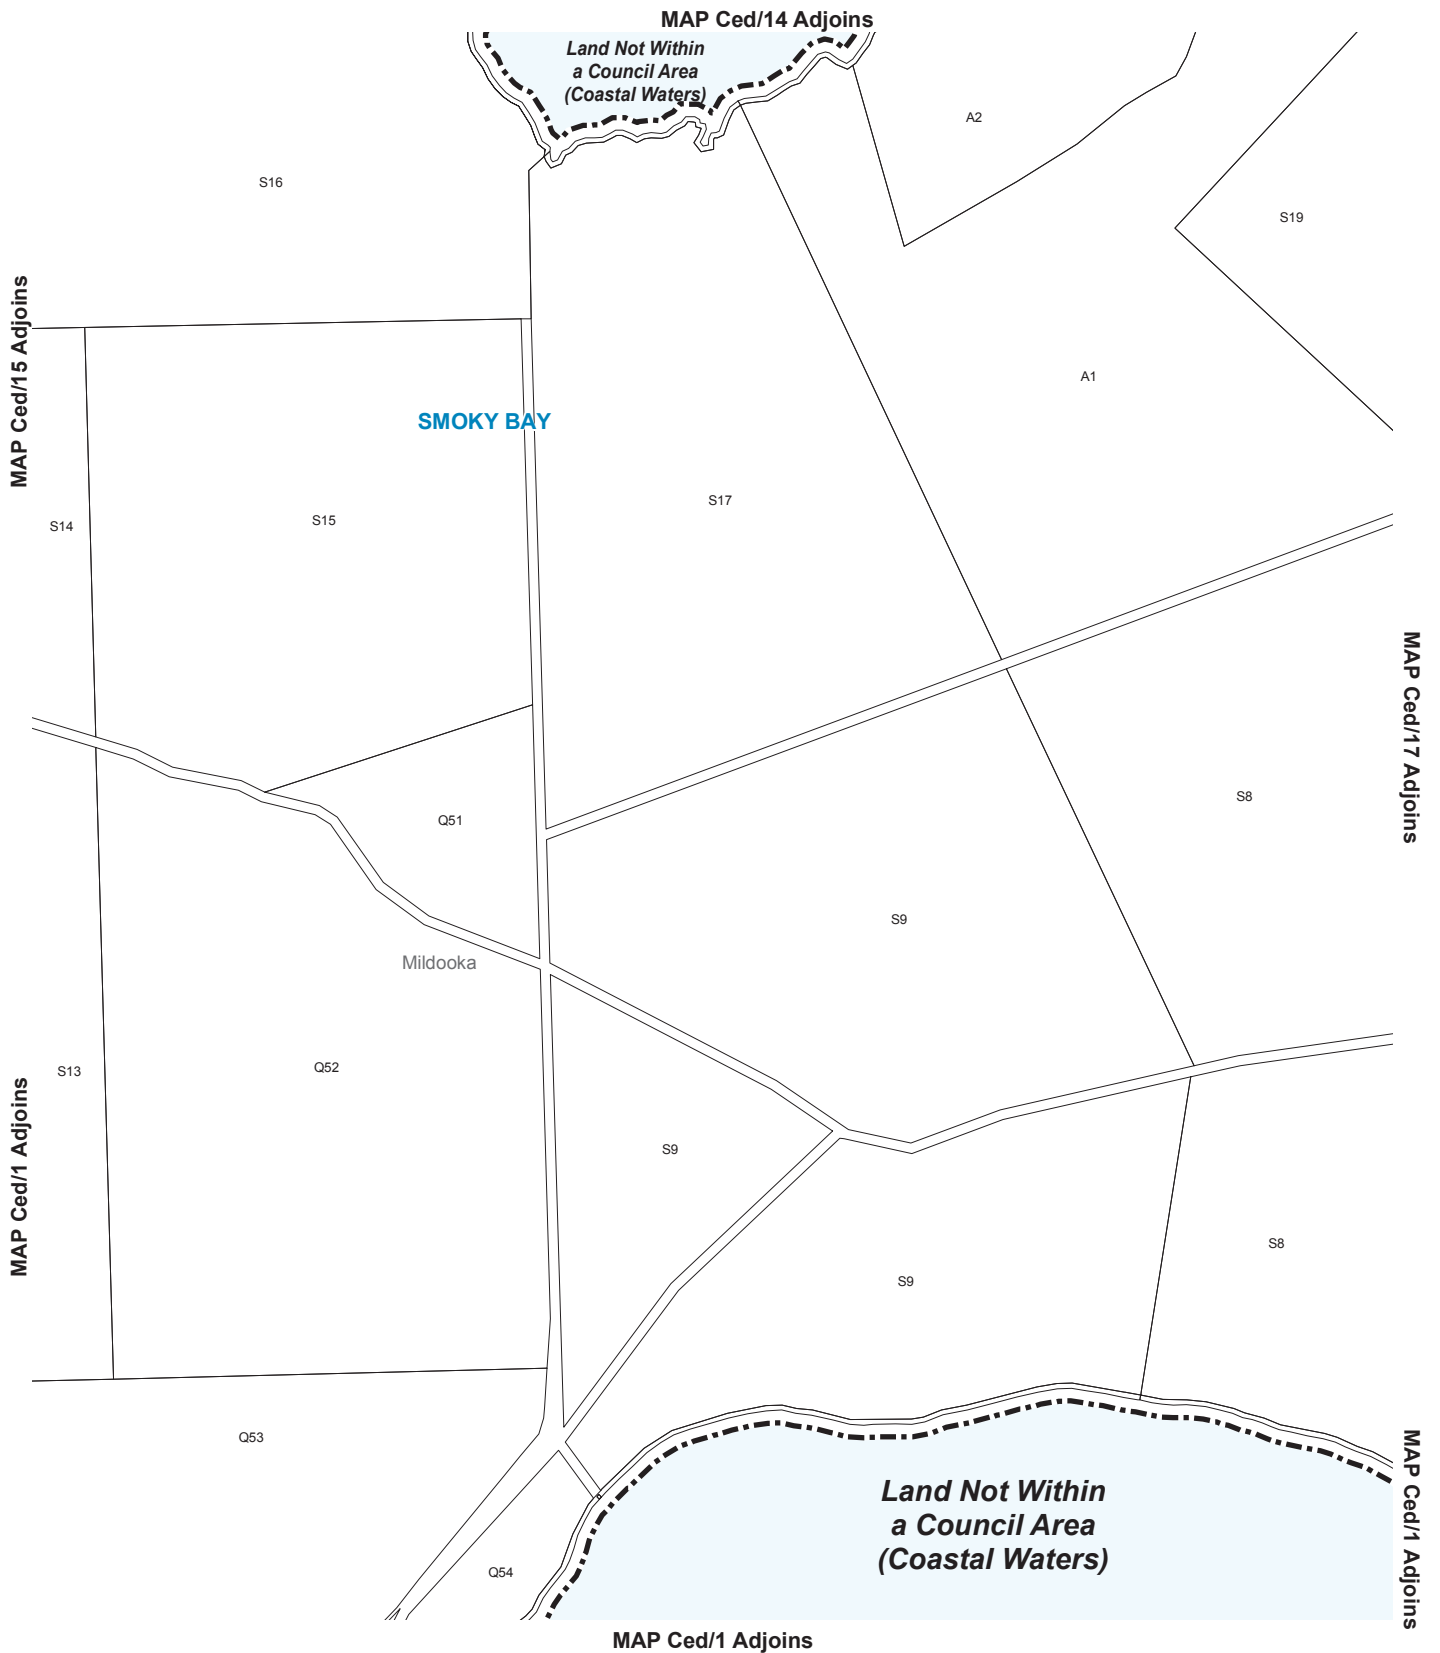 MAP Ced/14 Adjoins
Land Not Within
a Council Area
(Coastal Waters)
A2
S16
S19
MAP Ced/15 Adjoins
A1
SMOKY BAY
S17
S15
S14
MAP Ced/17 Adjoins
S8
Q51
S9
Mildooka
Q52
S13
MAP Ced/1 Adjoins
S9
S8
S9
Q53
Land Not Within
a Council Area
(Coastal Waters)
MAP Ced/1 Adjoins
Q54
MAP Ced/1 Adjoins